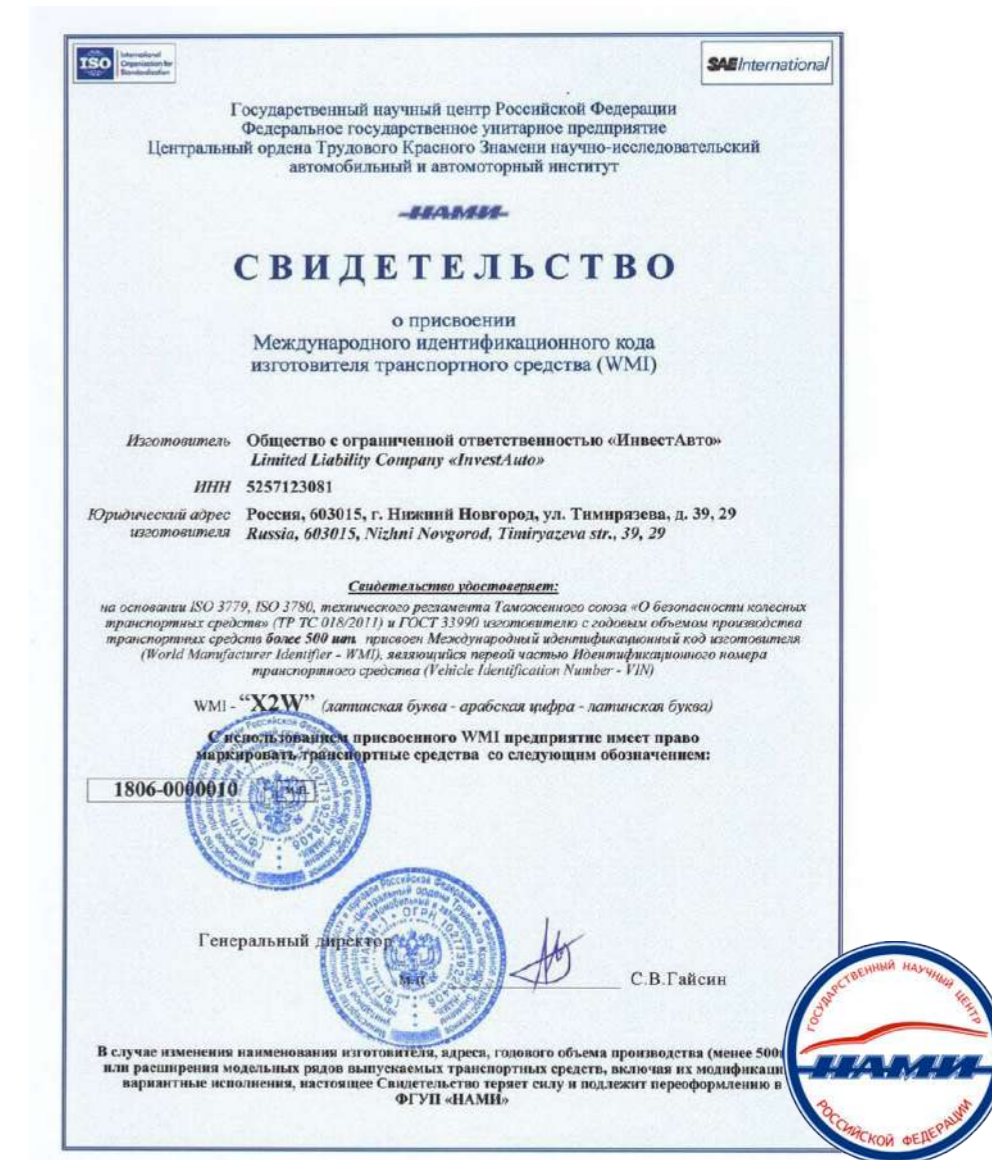 ISO
International
Organization for
Standardization
SAE International
Государственный научный центр Российской Федерации
Федеральное государственное унитарное предприятие
Центральный ордена Трудового Красного Знамени научно-исследовательский
автомобильный и автомоторный институт
НАМИ
СВИДЕТЕЛЬСТВО
о присвоении
Международного идентификационного кода
изготовителя транспортного средства (WMI)
Изготовитель Общество с ограниченной ответственностью «ИнвестАвто»
Limited Liability Company «InvestAuto»
ИНН 5257123081
Юридический адрес Россия, 603015, г. Нижний Новгород, ул. Тимирязева, д. 39, 29
изготовителя Russia, 603015, Nizhni Novgorod, Timiryazeva str., 39, 29
Свидетельство удостоверяет:
на основании ISO 3779, ISO 3780, технического регламента Таможенного союза «О безопасности колесных
транспортных средств» (ТР ТС 018/2011) и ГОСТ 33990 изготовителю с годовым объемом производства
транспортных средств более 500 шт. присвоен Международный идентификационный код изготовителя
(World Manufacturer Identifier - WMI), являющийся первой частью Идентификационного номера
транспортного средства (Vehicle Identification Number - VIN)
WMI - “X2W” (латинская буква - арабская цифра - латинская буква)
С использованием присвоенного WMI предприятие имеет право
маркировать транспортные средства со следующим обозначением:
1806-0000010 М.П.
Генеральный директор
М.П.
С.В.Гайсин
В случае изменения наименования изготовителя, адреса, годового объема производства (менее 500
или расширения модельных рядов выпускаемых транспортных средств, включая их модификаци
вариантные исполнения, настоящее Свидетельство теряет силу и подлежит переоформлению в
ФГУП «НАМИ»
ГОСУДАРСТВЕННЫЙ НАУЧНЫЙ ЦЕНТР
НАМИ
РОССИЙСКОЙ ФЕДЕРАЦИИ